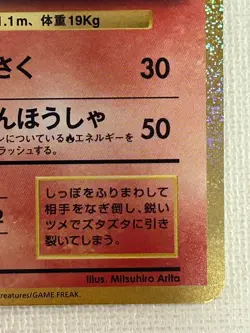 1.1m、体重19Kg
さく 30
んほうしゃ 50
ンについている🔥エネルギーを
ラッシュする。
しっぽをふりまわして
相手をなぎ倒し、鋭い
ツメでズタズタに引き
裂いてしまう。
Illus. Mitsuhiro Arita
reatures/GAME FREAK.